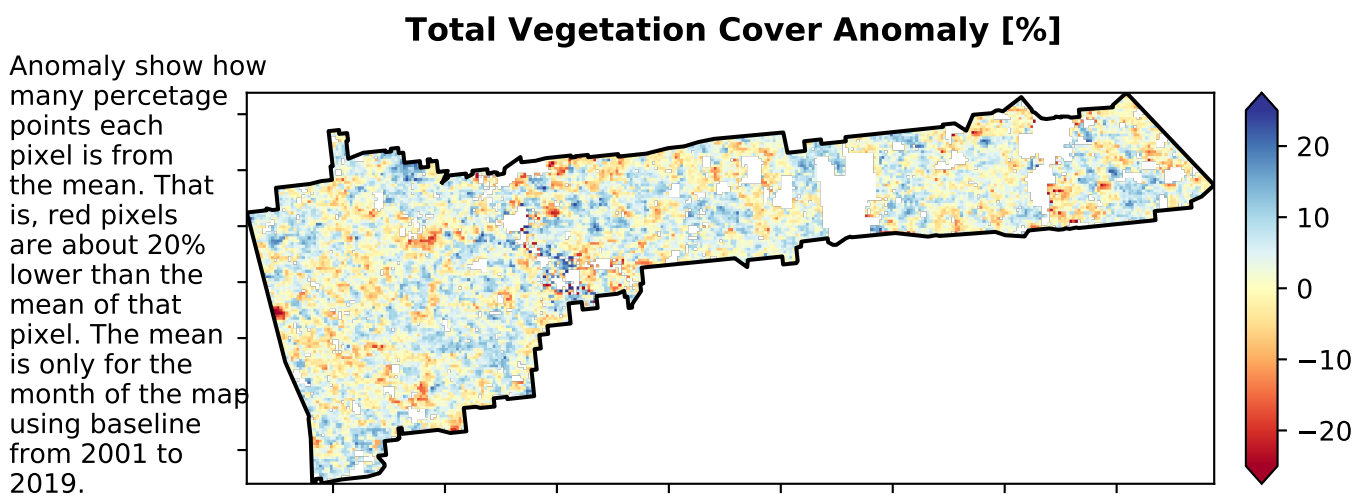 Total Vegetation Cover Anomaly [%]
Anomaly show how
many percetage
points each
pixel is from
the mean. That
is, red pixels
are about 20%
lower than the
mean of that
pixel. The mean
is only for the
month of the map
using baseline
from 2001 to
2019.
20
10
0
−10
−20